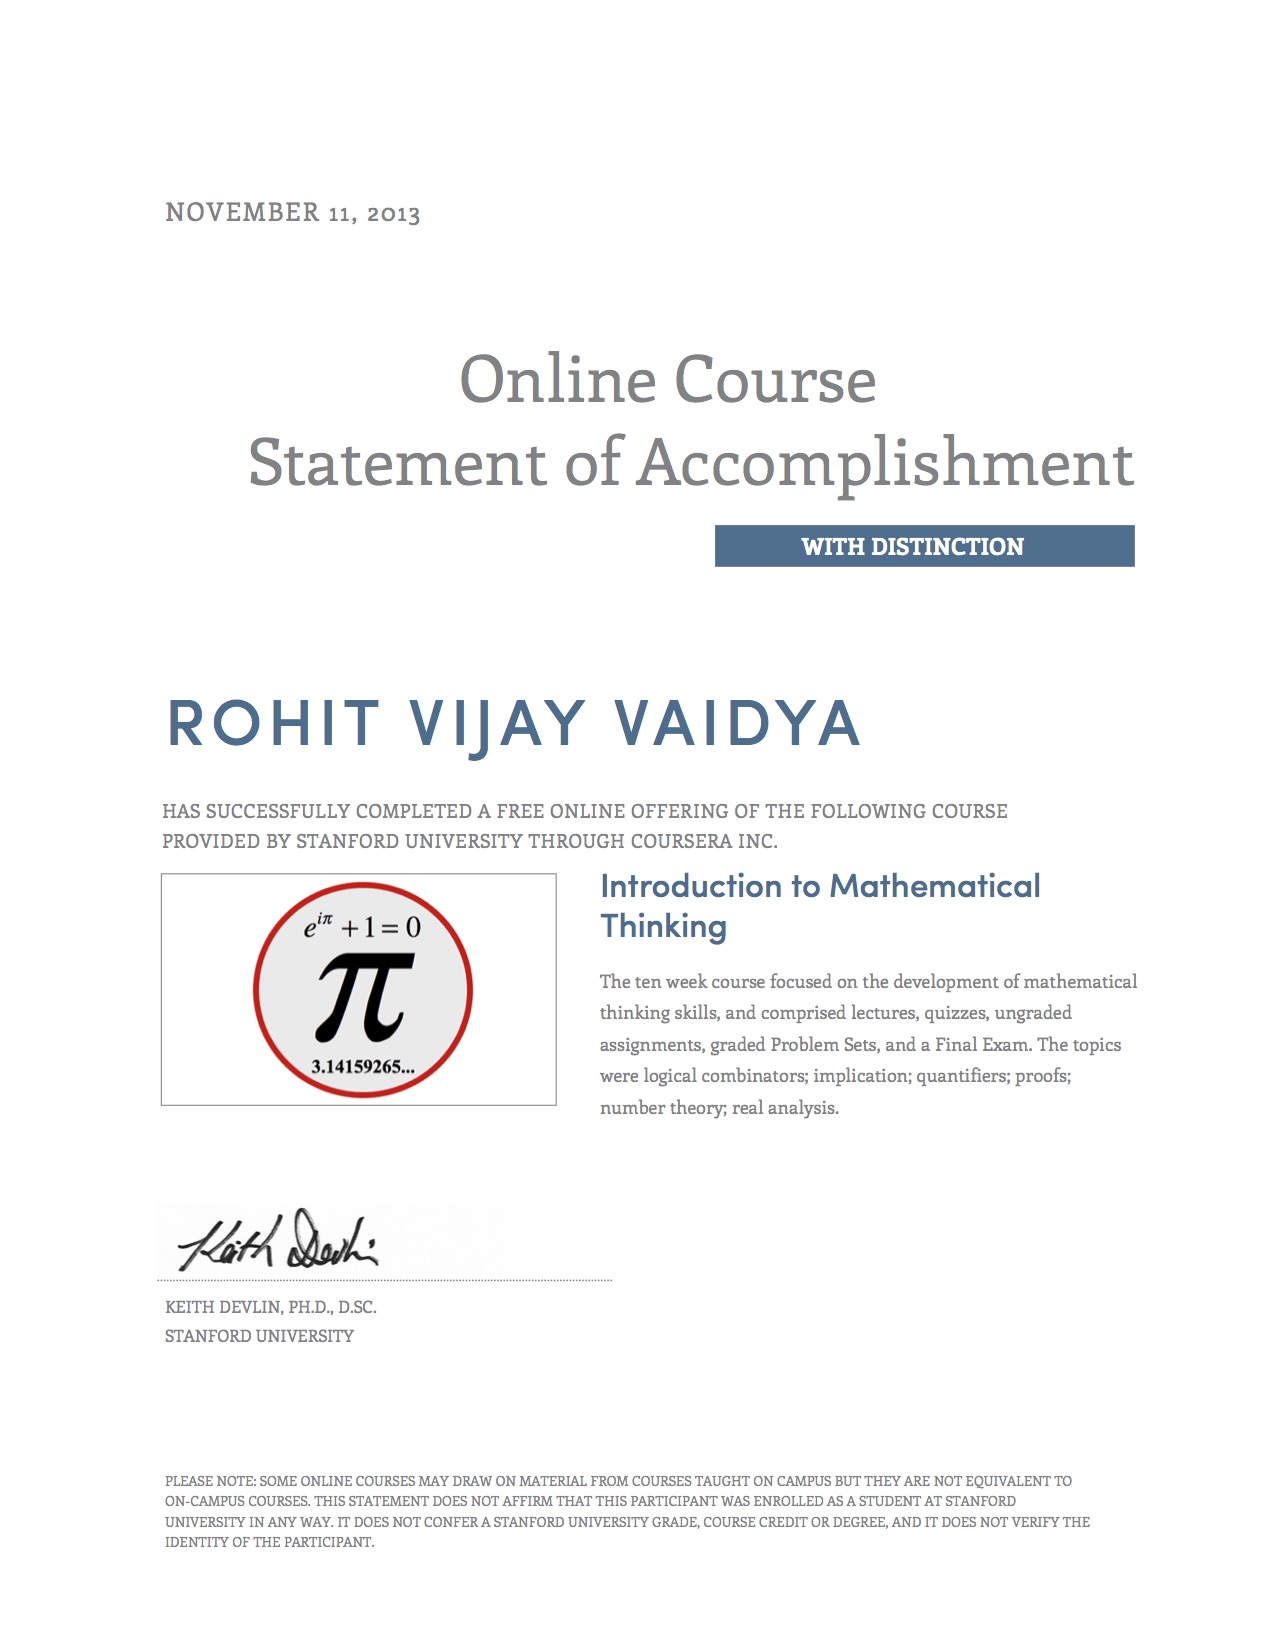 NOVEMBER 11, 2013
Online Course
Statement of Accomplishment
WITH DISTINCTION
ROHIT VIJAY VAIDYA
HAS SUCCESSFULLY COMPLETED A FREE ONLINE OFFERING OF THE FOLLOWING COURSE
PROVIDED BY STANFORD UNIVERSITY THROUGH COURSERA INC.
e^{iπ} + 1 = 0
π
3.14159265...
Introduction to Mathematical
Thinking
The ten week course focused on the development of mathematical
thinking skills, and comprised lectures, quizzes, ungraded
assignments, graded Problem Sets, and a Final Exam. The topics
were logical combinators; implication; quantifiers; proofs;
number theory; real analysis.
Keith Devlin
KEITH DEVLIN, PH.D., D.SC.
STANFORD UNIVERSITY
PLEASE NOTE: SOME ONLINE COURSES MAY DRAW ON MATERIAL FROM COURSES TAUGHT ON CAMPUS BUT THEY ARE NOT EQUIVALENT TO
ON-CAMPUS COURSES. THIS STATEMENT DOES NOT AFFIRM THAT THIS PARTICIPANT WAS ENROLLED AS A STUDENT AT STANFORD
UNIVERSITY IN ANY WAY. IT DOES NOT CONFER A STANFORD UNIVERSITY GRADE, COURSE CREDIT OR DEGREE, AND IT DOES NOT VERIFY THE
IDENTITY OF THE PARTICIPANT.